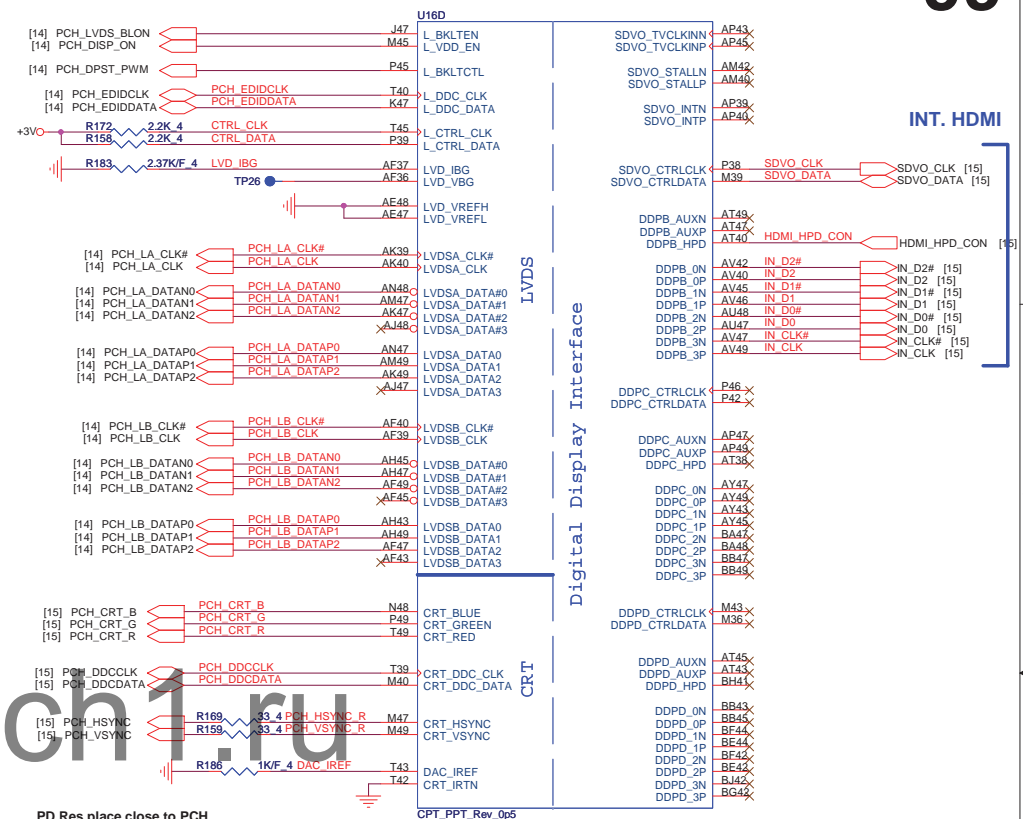 U16D
[14] PCH_LVDS_BLON J47 L_BKLTEN SDVO_TVCLKINN AP43
[14] PCH_DISP_ON M45 L_VDD_EN SDVO_TVCLKINP AP45
[14] PCH_DPST_PWM P45 L_BKLTCTL SDVO_STALLN AM42
SDVO_STALLP AM40
[14] PCH_EDIDCLK PCH_EDIDCLK T40 L_DDC_CLK SDVO_INTN AP39
[14] PCH_EDIDDATA PCH_EDIDDATA K47 L_DDC_DATA SDVO_INTP AP40
INT. HDMI
+3V R172 2.2K_4 CTRL_CLK T45 L_CTRL_CLK
R158 2.2K_4 CTRL_DATA P39 L_CTRL_DATA
R183 2.37K/F_4 LVD_IBG AF37 LVD_IBG SDVO_CTRLCLK P38 SDVO_CLK SDVO_CLK [15]
TP26 AF36 LVD_VBG SDVO_CTRLDATA M39 SDVO_DATA SDVO_DATA [15]
AE48 LVD_VREFH
AE47 LVD_VREFL DDPB_AUXN AT49
DDPB_AUXP AT47
DDPB_HPD AT40 HDMI_HPD_CON HDMI_HPD_CON [15]
[14] PCH_LA_CLK# PCH_LA_CLK# AK39 LVDSA_CLK#
[14] PCH_LA_CLK PCH_LA_CLK AK40 LVDSA_CLK DDPB_0N AV42 IN_D2# IN_D2# [15]
DDPB_0P AV40 IN_D2 IN_D2 [15]
[14] PCH_LA_DATAN0 PCH_LA_DATAN0 AN48 LVDSA_DATA#0 DDPB_1N AV45 IN_D1# IN_D1# [15]
[14] PCH_LA_DATAN1 PCH_LA_DATAN1 AM47 LVDSA_DATA#1 DDPB_1P AV46 IN_D1 IN_D1 [15]
[14] PCH_LA_DATAN2 PCH_LA_DATAN2 AK47 LVDSA_DATA#2 DDPB_2N AU48 IN_D0# IN_D0# [15]
AJ48 LVDSA_DATA#3 DDPB_2P AU47 IN_D0 IN_D0 [15]
DDPB_3N AV47 IN_CLK# IN_CLK# [15]
[14] PCH_LA_DATAP0 PCH_LA_DATAP0 AN47 LVDSA_DATA0 DDPB_3P AV49 IN_CLK IN_CLK [15]
[14] PCH_LA_DATAP1 PCH_LA_DATAP1 AM49 LVDSA_DATA1
[14] PCH_LA_DATAP2 PCH_LA_DATAP2 AK49 LVDSA_DATA2
AJ47 LVDSA_DATA3 DDPC_CTRLCLK P46
DDPC_CTRLDATA P42
LVDS
Digital Display Interface
[14] PCH_LB_CLK# PCH_LB_CLK# AF40 LVDSB_CLK#
[14] PCH_LB_CLK PCH_LB_CLK AF39 LVDSB_CLK DDPC_AUXN AP47
DDPC_AUXP AP49
[14] PCH_LB_DATAN0 PCH_LB_DATAN0 AH45 LVDSB_DATA#0 DDPC_HPD AT38
[14] PCH_LB_DATAN1 PCH_LB_DATAN1 AH47 LVDSB_DATA#1
[14] PCH_LB_DATAN2 PCH_LB_DATAN2 AF49 LVDSB_DATA#2 DDPC_0N AY47
AF45 LVDSB_DATA#3 DDPC_0P AY49
DDPC_1N AY43
[14] PCH_LB_DATAP0 PCH_LB_DATAP0 AH43 LVDSB_DATA0 DDPC_1P AY45
[14] PCH_LB_DATAP1 PCH_LB_DATAP1 AH49 LVDSB_DATA1 DDPC_2N BA47
[14] PCH_LB_DATAP2 PCH_LB_DATAP2 AF47 LVDSB_DATA2 DDPC_2P BA48
AF43 LVDSB_DATA3 DDPC_3N BB47
DDPC_3P BB49
[15] PCH_CRT_B PCH_CRT_B N48 CRT_BLUE DDPD_CTRLCLK M43
[15] PCH_CRT_G PCH_CRT_G P49 CRT_GREEN DDPD_CTRLDATA M36
[15] PCH_CRT_R PCH_CRT_R T49 CRT_RED
CRT
DDPD_AUXN AT45
[15] PCH_DDCCLK PCH_DDCCLK T39 CRT_DDC_CLK DDPD_AUXP AT43
[15] PCH_DDCDATA PCH_DDCDATA M40 CRT_DDC_DATA DDPD_HPD BH41
ch1.ru
DDPD_0N BB43
[15] PCH_HSYNC R169 33_4 PCH_HSYNC_R M47 CRT_HSYNC DDPD_0P BB45
[15] PCH_VSYNC R159 33_4 PCH_VSYNC_R M49 CRT_VSYNC DDPD_1N BF44
DDPD_1P BE44
DDPD_2N BF42
R186 1K/F_4 DAC_IREF T43 DAC_IREF DDPD_2P BE42
T42 CRT_IRTN DDPD_3N BJ42
DDPD_3P BG42
PD Res place close to PCH
CPT_PPT_Rev_0p5